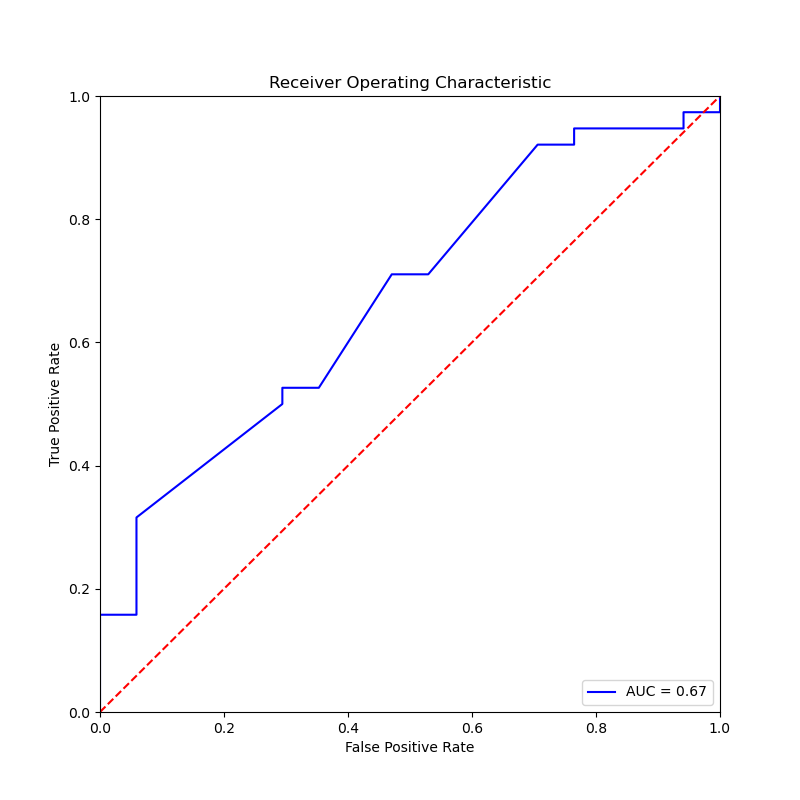 Receiver Operating Characteristic
1.0
0.8
0.6
0.4
0.2
0.0
True Positive Rate
AUC = 0.67
0.0 0.2 0.4 0.6 0.8 1.0
False Positive Rate